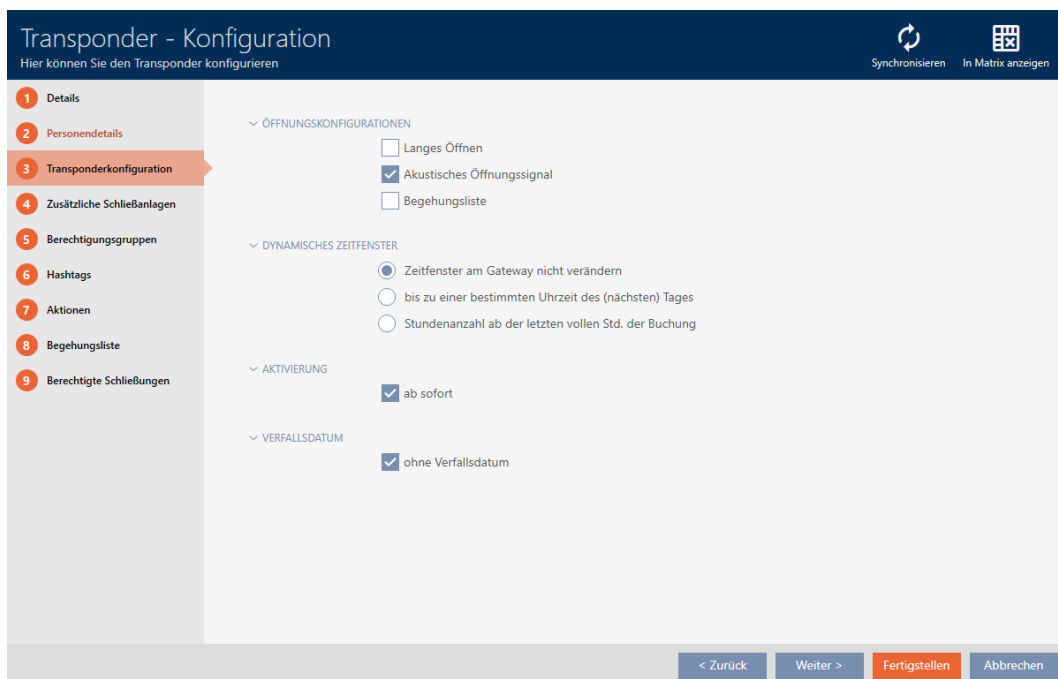 Transponder - Konfiguration
Hier können Sie den Transponder konfigurieren
Synchronisieren
In Matrix anzeigen
1 Details
2 Personendetails
3 Transponderkonfiguration
4 Zusätzliche Schließanlagen
5 Berechtigungsgruppen
6 Hashtags
7 Aktionen
8 Begehungsliste
9 Berechtigte Schließungen
ÖFFNUNGSKONFIGURATIONEN
Langes Öffnen
Akustisches Öffnungssignal
Begehungsliste
DYNAMISCHES ZEITFENSTER
Zeitfenster am Gateway nicht verändern
bis zu einer bestimmten Uhrzeit des (nächsten) Tages
Stundenanzahl ab der letzten vollen Std. der Buchung
AKTIVIERUNG
ab sofort
VERFALLSDATUM
ohne Verfallsdatum
< Zurück
Weiter >
Fertigstellen
Abbrechen